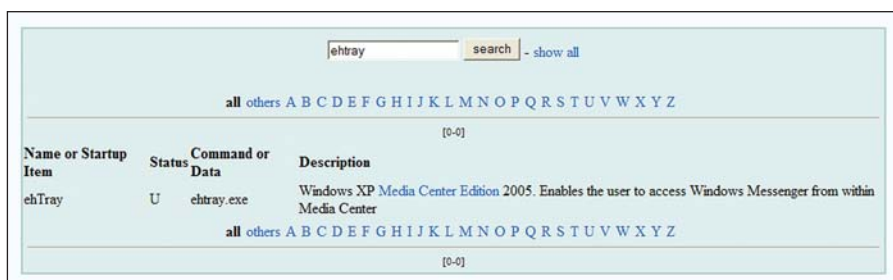 ehtray search - show all
all others A B C D E F G H I J K L M N O P Q R S T U V W X Y Z
[0-0]
Name or Startup Item Status Command or Data Description
ehTray U ehtray.exe Windows XP Media Center Edition 2005. Enables the user to access Windows Messenger from within
Media Center
all others A B C D E F G H I J K L M N O P Q R S T U V W X Y Z
[0-0]